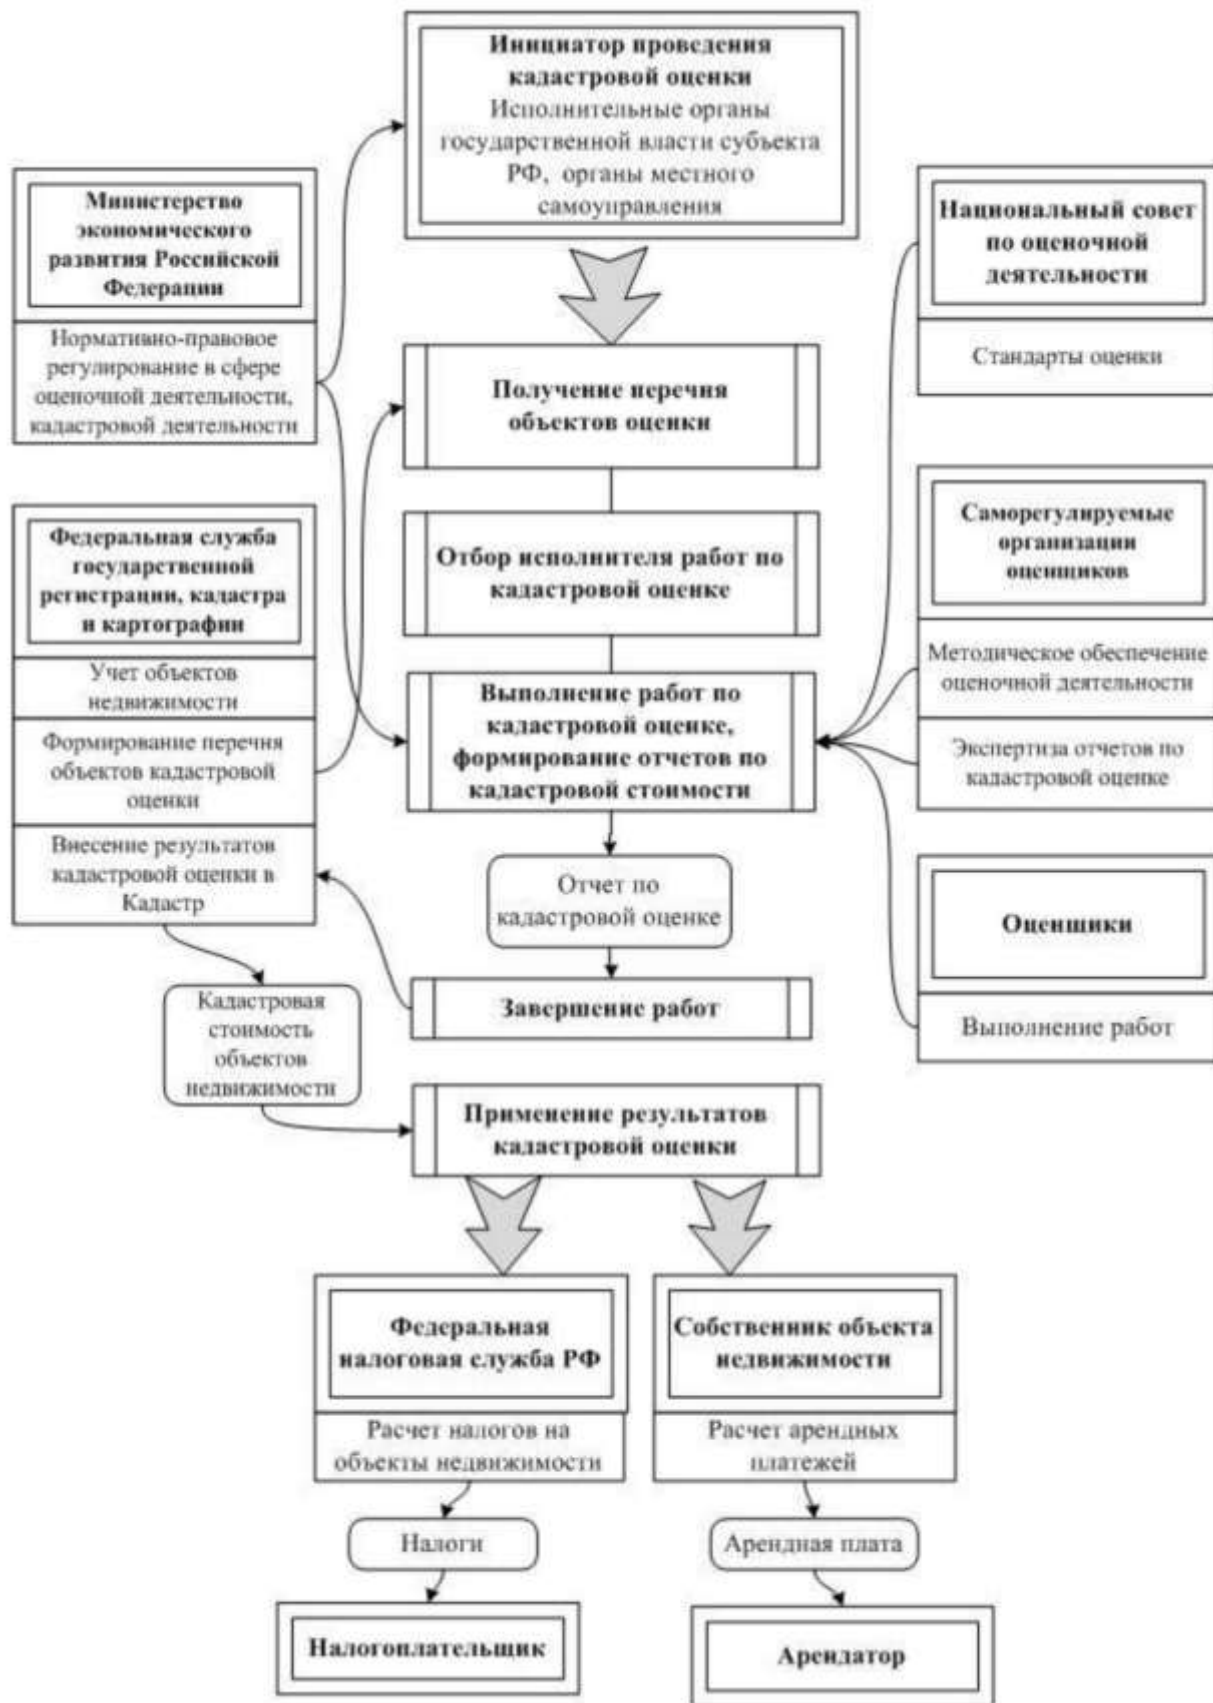 Инициатор проведения
кадастровой оценки
Исполнительные органы
государственной власти субъекта
РФ, органы местного
самоуправления
Министерство
экономического
развития Российской
Федерации
Нормативно-правовое
регулирование в сфере
оценочной деятельности,
кадастровой деятельности
Национальный совет
по оценочной
деятельности
Стандарты оценки
Получение перечня
объектов оценки
Федеральная служба
государственной
регистрации, кадастра
и картографии
Учет объектов
недвижимости
Формирование перечня
объектов кадастровой
оценки
Внесение результатов
кадастровой оценки в
Кадастр
Отбор исполнителя работ по
кадастровой оценке
Саморегулируемые
организации
оценщиков
Методическое обеспечение
оценочной деятельности
Экспертиза отчетов по
кадастровой оценке
Выполнение работ по
кадастровой оценке,
формирование отчетов по
кадастровой стоимости
Отчет по
кадастровой оценке
Оценщики
Выполнение работ
Завершение работ
Кадастровая
стоимость
объектов
недвижимости
Применение результатов
кадастровой оценки
Федеральная
налоговая служба РФ
Расчет налогов на
объекты недвижимости
Собственник объекта
недвижимости
Расчет арендных
платежей
Налоги
Арендная плата
Налогоплательщик
Арендатор